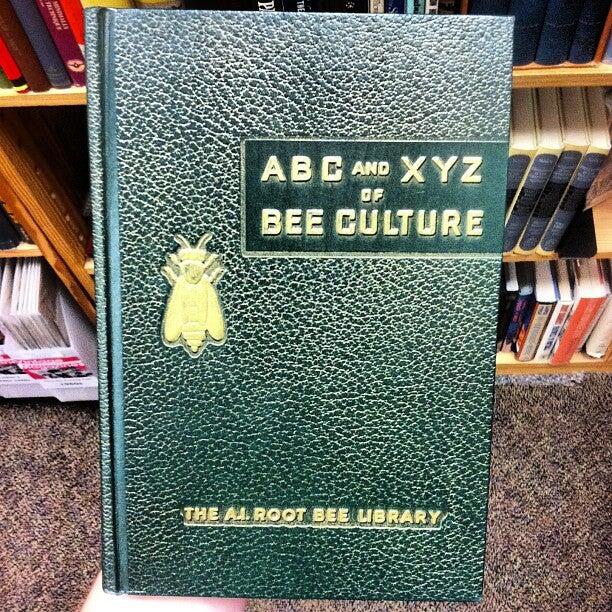 ABC AND XYZ
OF
BEE CULTURE
THE A.I. ROOT BEE LIBRARY